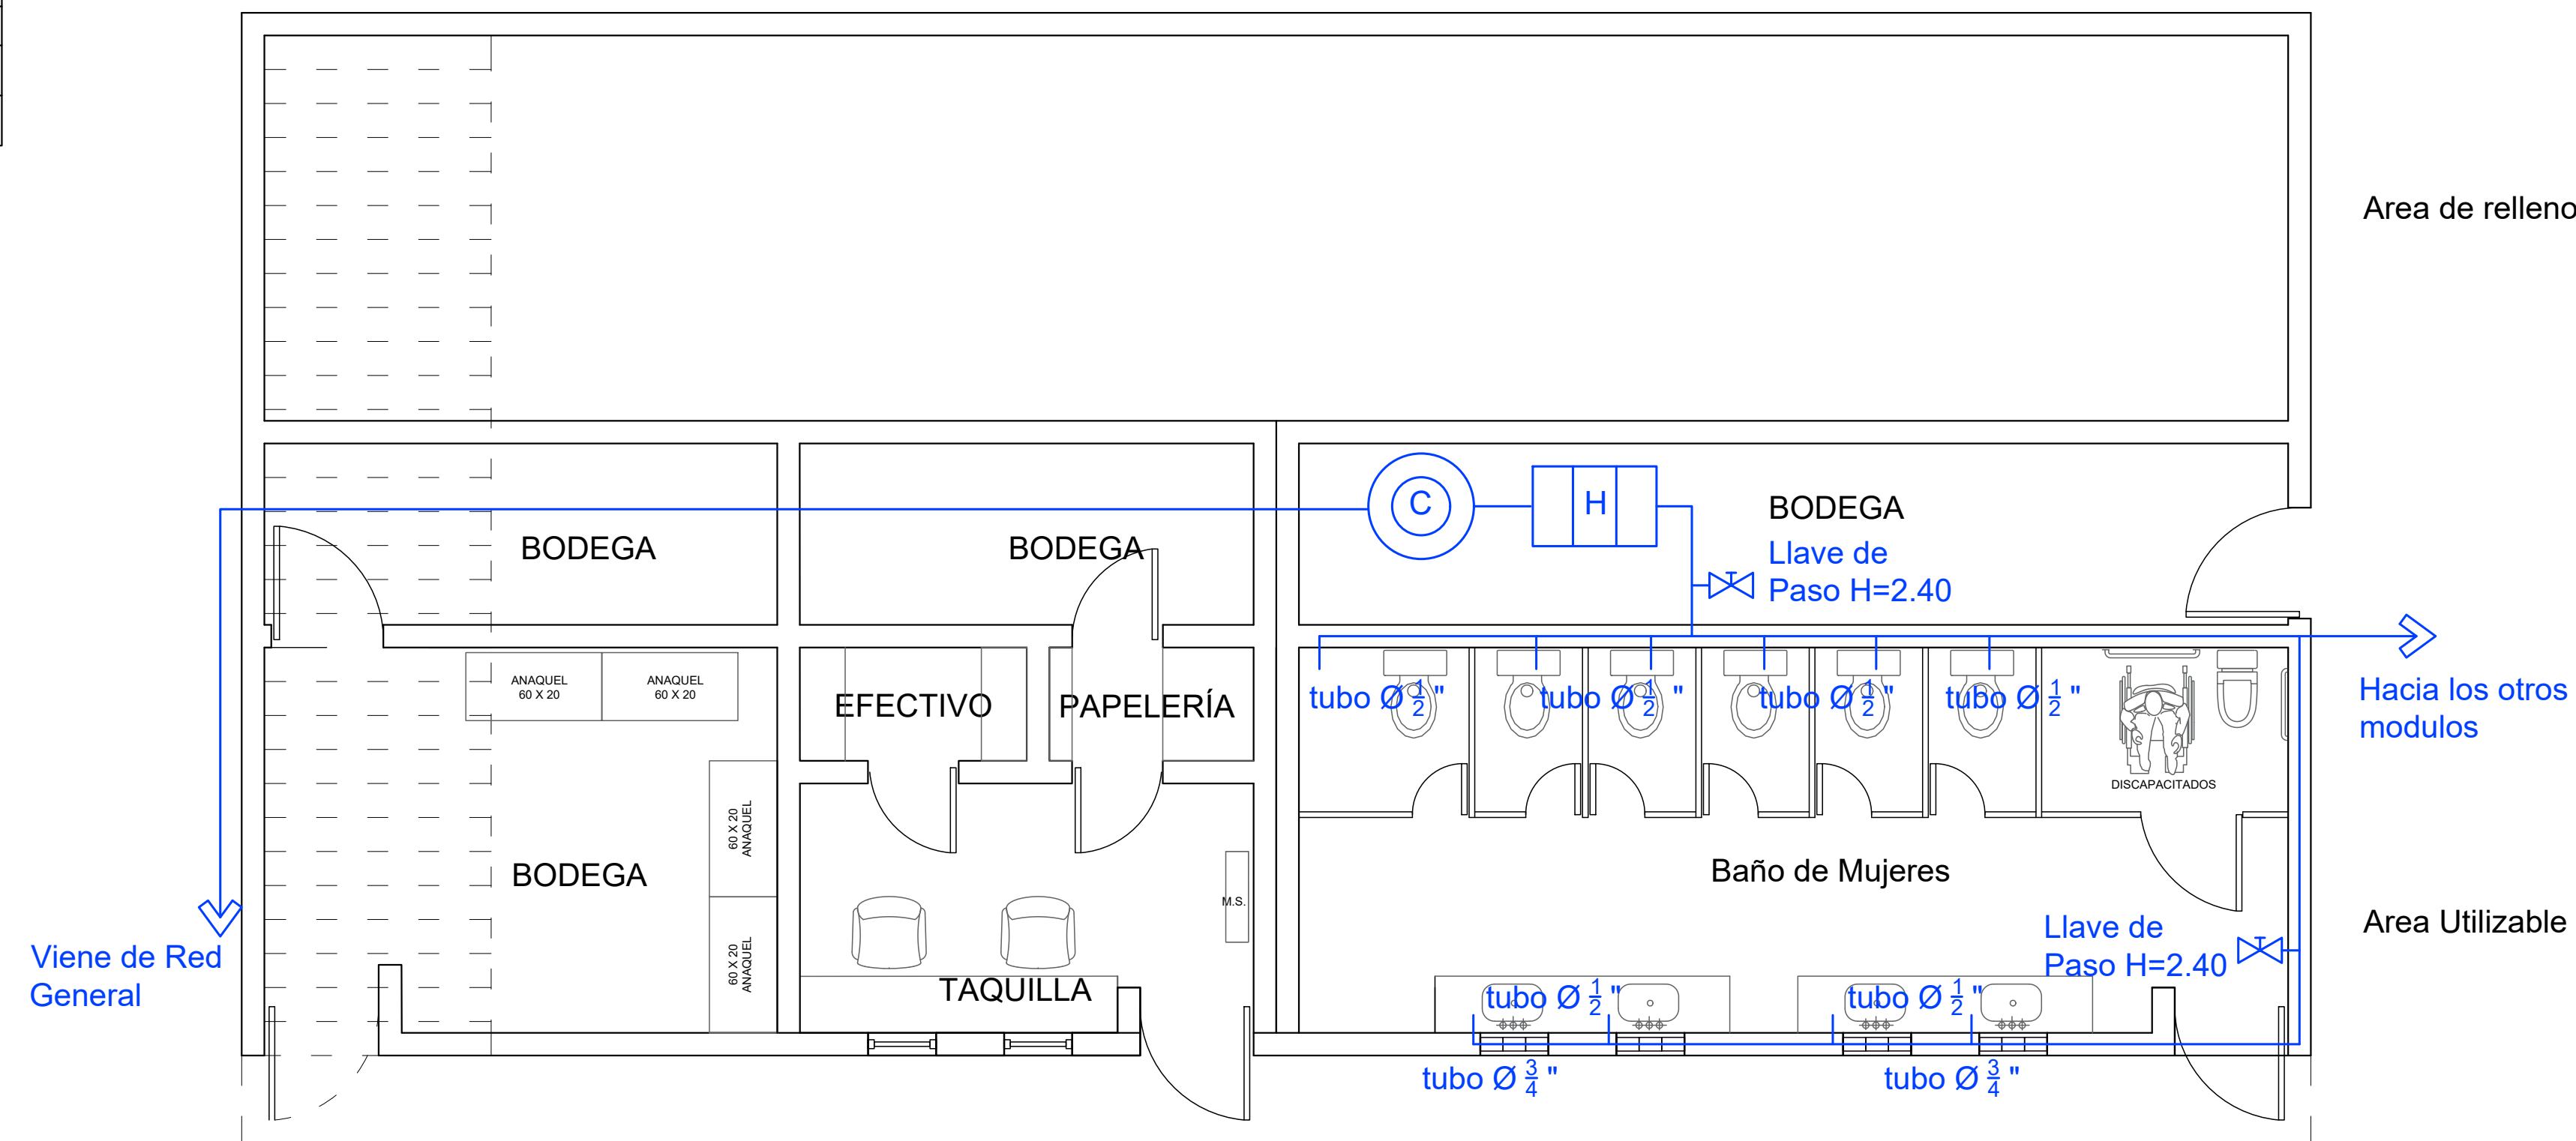 Area de relleno
C
H
BODEGA
BODEGA
BODEGA
Llave de
Paso H=2.40
ANAQUEL
60 X 20
ANAQUEL
60 X 20
EFECTIVO
PAPELERÍA
tubo Ø 1/2 "
tubo Ø 1/2 "
tubo Ø 1/2 "
tubo Ø 1/2 "
Hacia los otros
modulos
DISCAPACITADOS
60 X 20
ANAQUEL
BODEGA
Baño de Mujeres
M.S.
Llave de
Paso H=2.40
Area Utilizable
Viene de Red
General
60 X 20
ANAQUEL
TAQUILLA
tubo Ø 1/2 "
tubo Ø 1/2 "
tubo Ø 3/4 "
tubo Ø 3/4 "